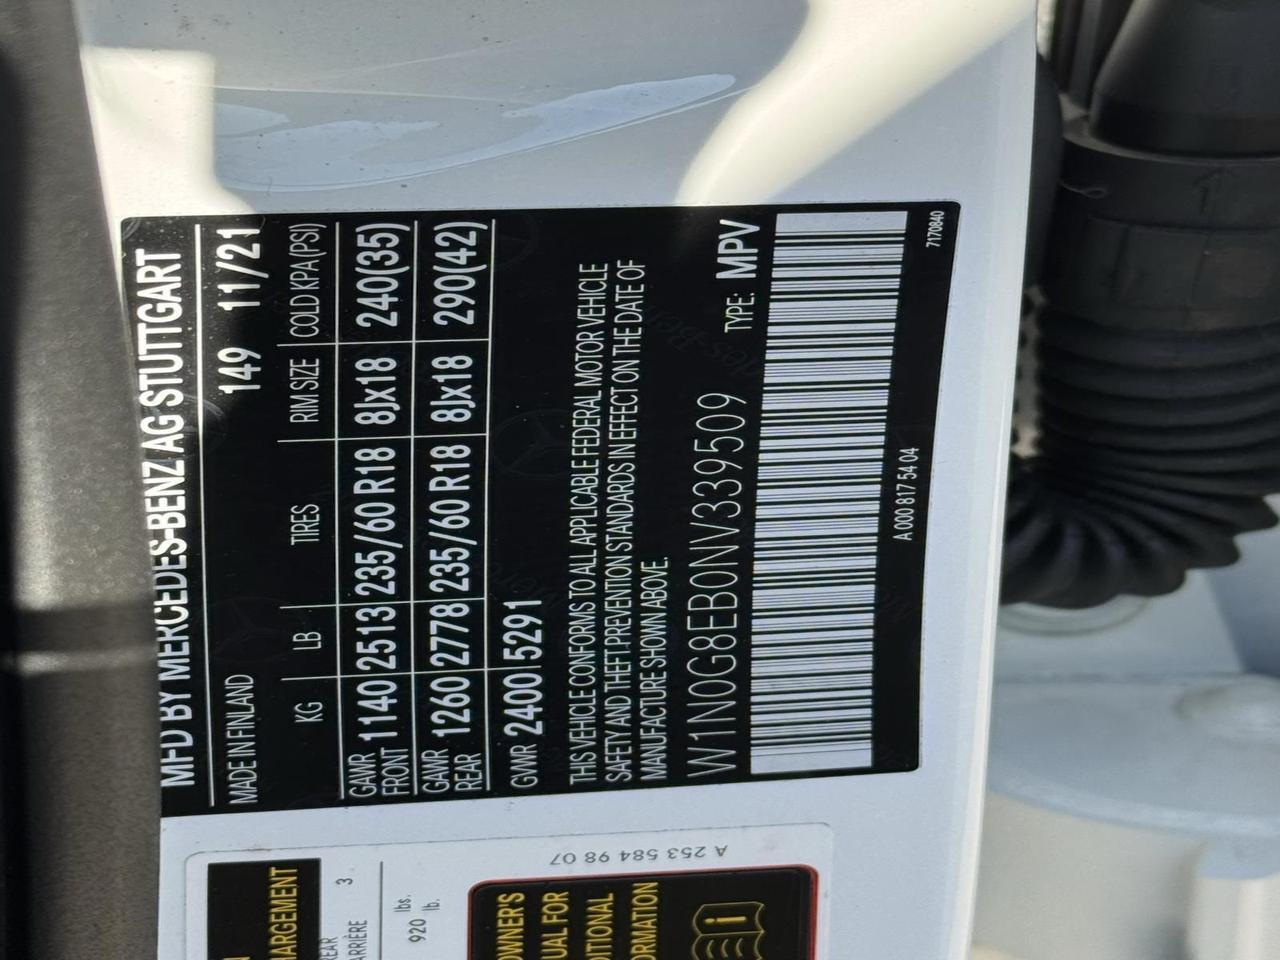 MFD BY MERCEDES-BENZ AG STUTTGART
MADE IN FINLAND 149 11/21
KG LB TIRES RIM SIZE COLD KPA(PSI)
GAWR FRONT 1140 2513 235/60 R18 8Jx18 240(35)
GAWR REAR 1260 2778 235/60 R18 8Jx18 290(42)
GVWR 2400 5291
THIS VEHICLE CONFORMS TO ALL APPLICABLE FEDERAL MOTOR VEHICLE
SAFETY AND THEFT PREVENTION STANDARDS IN EFFECT ON THE DATE OF
MANUFACTURE SHOWN ABOVE.
W1N0G8EB0NV339509 TYPE: MPV
A 000 817 54 04
7170840
A 253 584 98 07
3
920 lbs.
lb.